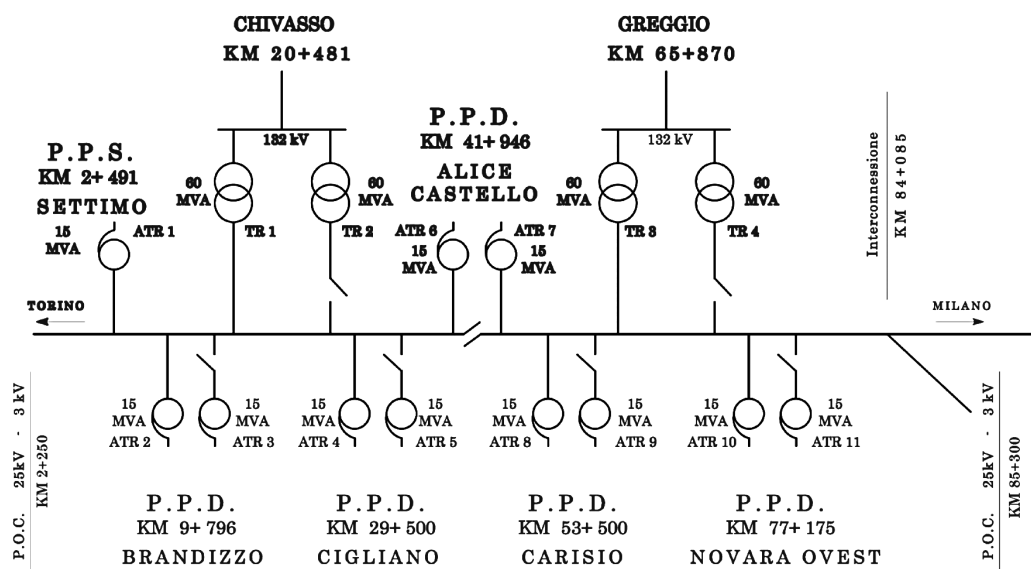 CHIVASSO
KM 20+481
GREGGIO
KM 65+870
132 kV
132 kV
P.P.D.
KM 41+ 946
ALICE
CASTELLO
P.P.S.
KM 2+ 491
SETTIMO
15
MVA
ATR 1
60
MVA
TR 1
60
MVA
TR 2
ATR 6
15
MVA
ATR 7
15
MVA
60
MVA
TR 3
60
MVA
TR 4
Interconnessione
KM 84+085
TORINO
MILANO
15
MVA
ATR 2
15
MVA
ATR 3
15
MVA
ATR 4
15
MVA
ATR 5
15
MVA
ATR 8
15
MVA
ATR 9
15
MVA
ATR 10
15
MVA
ATR 11
P.O.C. 25kV - 3 kV
KM 2+250
P.O.C. 25kV - 3 kV
KM 85+300
P.P.D.
KM 9+ 796
BRANDIZZO
P.P.D.
KM 29+ 500
CIGLIANO
P.P.D.
KM 53+ 500
CARISIO
P.P.D.
KM 77+ 175
NOVARA OVEST